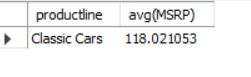 productline avg(MSRP)
Classic Cars 118.021053